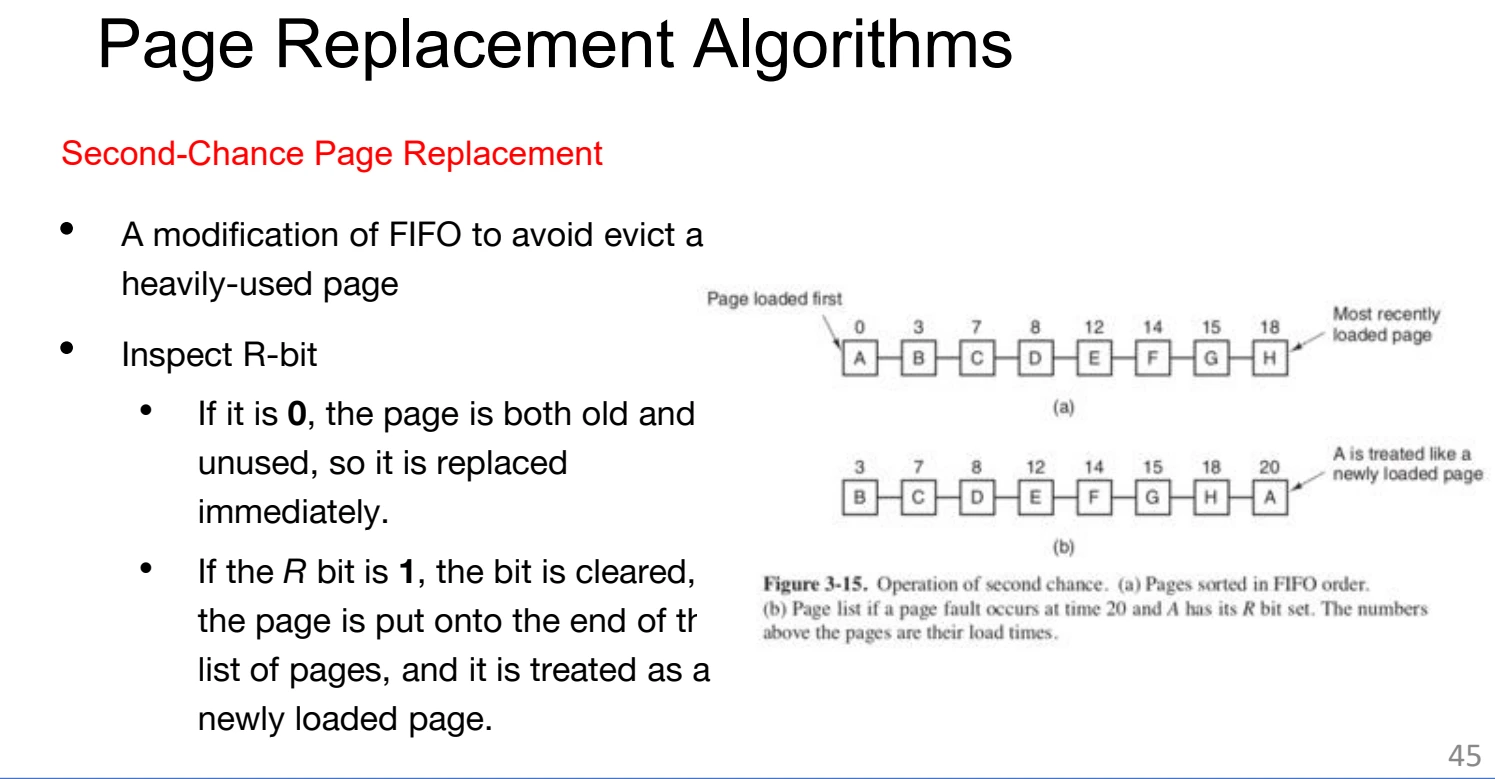 Page Replacement Algorithms
Second-Chance Page Replacement
• A modification of FIFO to avoid evict a
heavily-used page
• Inspect R-bit
• If it is 0, the page is both old and
unused, so it is replaced
immediately.
• If the R bit is 1, the bit is cleared,
the page is put onto the end of
list of pages, and it is treated as a
newly loaded page.
Page loaded first
0 3 7 8 12 14 15 18
A B C D E F G H
Most recently
loaded page
(a)
3 7 8 12 14 15 18 20
B C D E F G H A
A is treated like a
newly loaded page
(b)
Figure 3-15. Operation of second chance. (a) Pages sorted in FIFO order.
(b) Page list if a page fault occurs at time 20 and A has its R bit set. The numbers
above the pages are their load times.
45